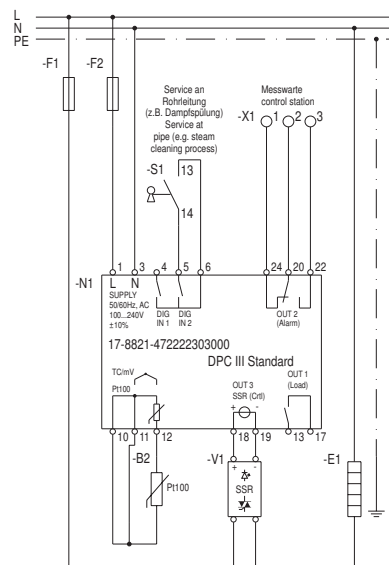 L
N
PE
-F1
-F2
Service an
Rohrleitung
(z.B. Dampfspülung)
Service at
pipe (e.g. steam
cleaning process)
Messwarte
control station
-X1 1 2 3
-S1
13
14
-N1
1 3 4 5 6 24 20 22
L N
SUPPLY
50/60Hz, AC
100...240V
±10%
DIG
IN 1
DIG
IN 2
OUT 2
(Alarm)
17-8821-472222303000
DPC III Standard
TC/mV
Pt100
OUT 3
SSR (Crtl)
+ -
OUT 1
(Load)
10 11 12 18 19 13 17
-B2
Pt100
-V1
+ -
SSR
-E1